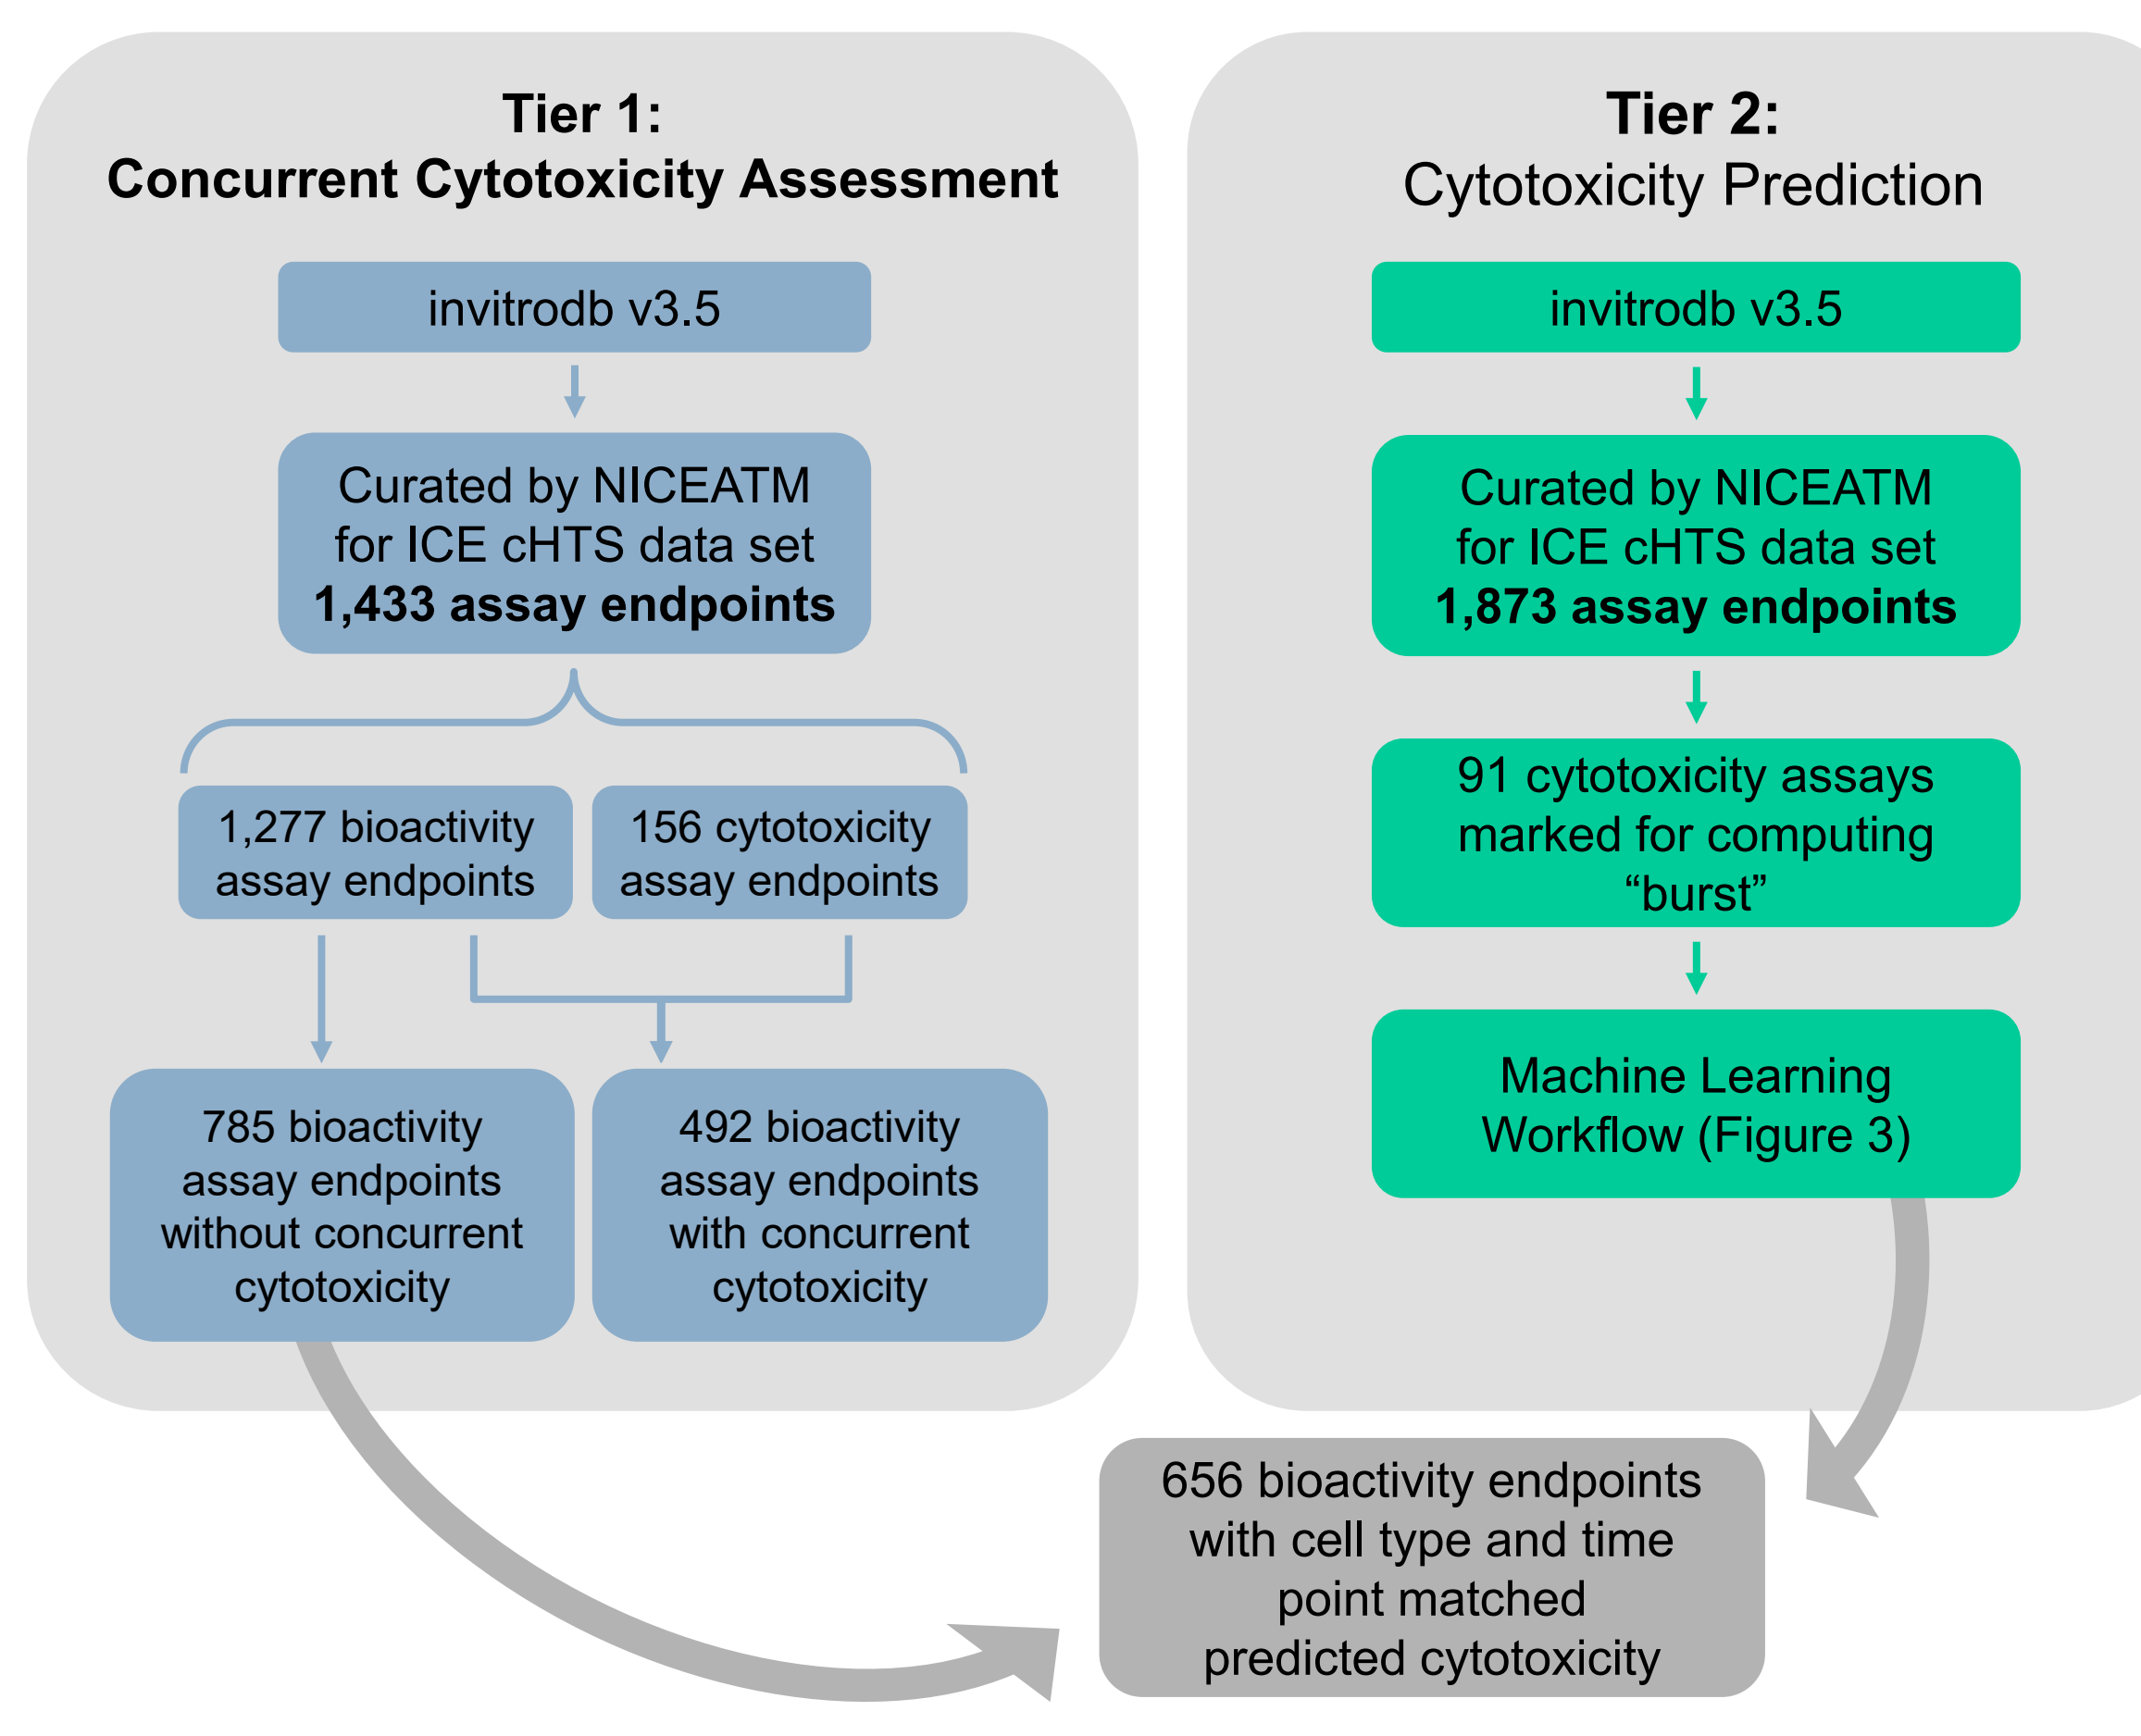 Tier 1:
Concurrent Cytotoxicity Assessment
invitrodb v3.5
Curated by NICEATM
for ICE cHTS data set
1,433 assay endpoints
1,277 bioactivity
assay endpoints
156 cytotoxicity
assay endpoints
785 bioactivity
assay endpoints
without concurrent
cytotoxicity
492 bioactivity
assay endpoints
with concurrent
cytotoxicity
Tier 2:
Cytotoxicity Prediction
invitrodb v3.5
Curated by NICEATM
for ICE cHTS data set
1,873 assay endpoints
91 cytotoxicity assays
marked for computing
“burst”
Machine Learning
Workflow (Figure 3)
656 bioactivity endpoints
with cell type and time
point matched
predicted cytotoxicity